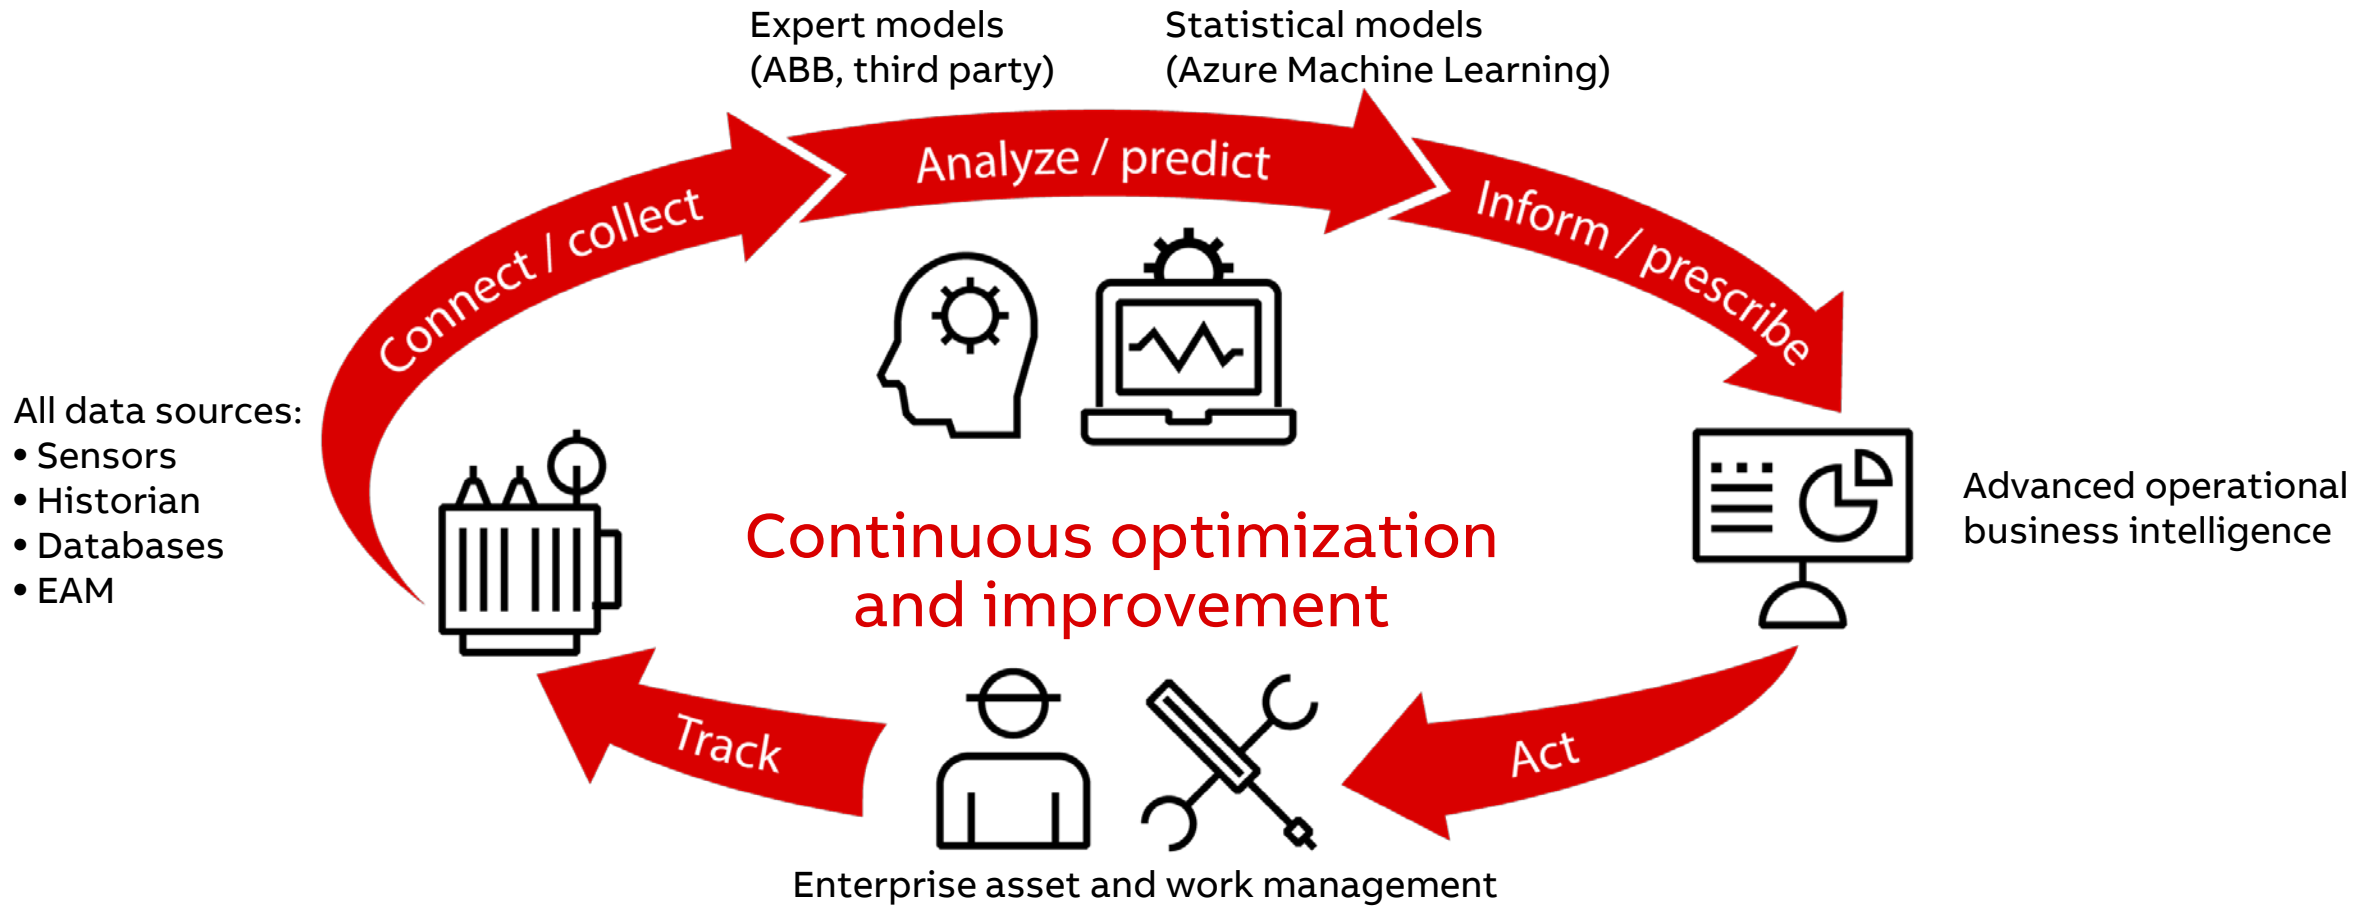 Expert models
(ABB, third party)
Statistical models
(Azure Machine Learning)
Connect / collect
Analyze / predict
Inform / prescribe
All data sources:
• Sensors
• Historian
• Databases
• EAM
Continuous optimization
and improvement
Advanced operational
business intelligence
Track
Act
Enterprise asset and work management